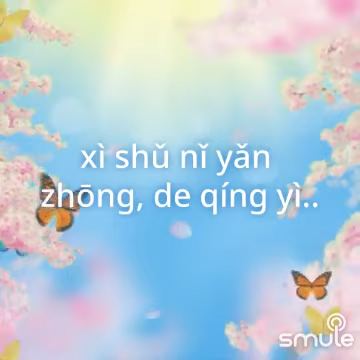 xì shǔ nǐ yǎn
zhōng, de qíng yì..
smule